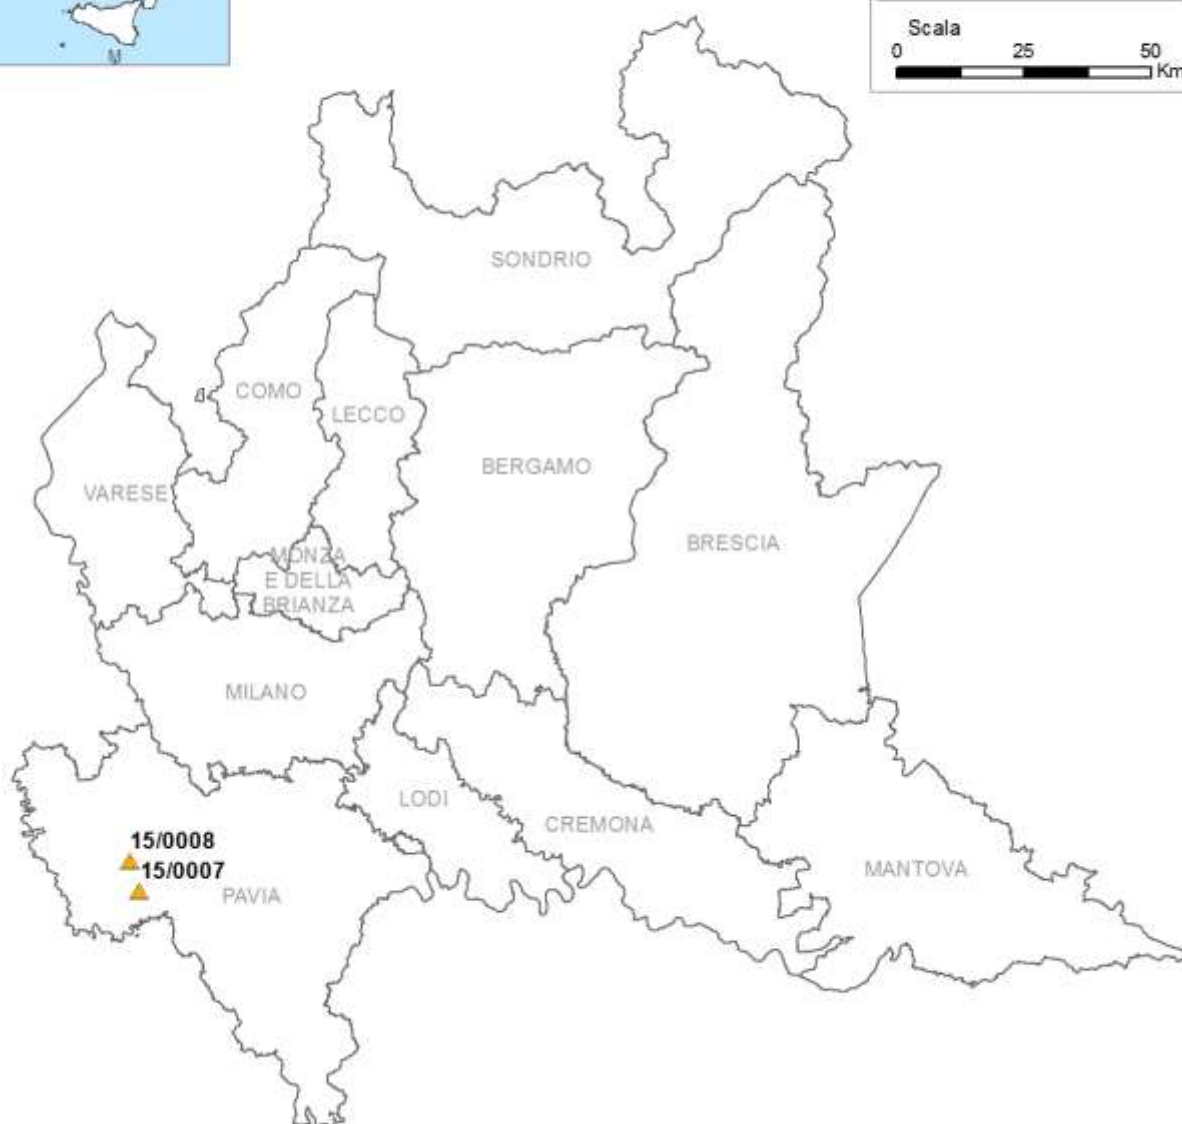 Scala
0 25 50
Km
SONDRIO
COMO
LECCO
BERGAMO
VARESE
BRESCIA
MONZA
E DELLA
BRIANZA
MILANO
LODI
CREMONA
15/0008
15/0007
PAVIA
MANTOVA